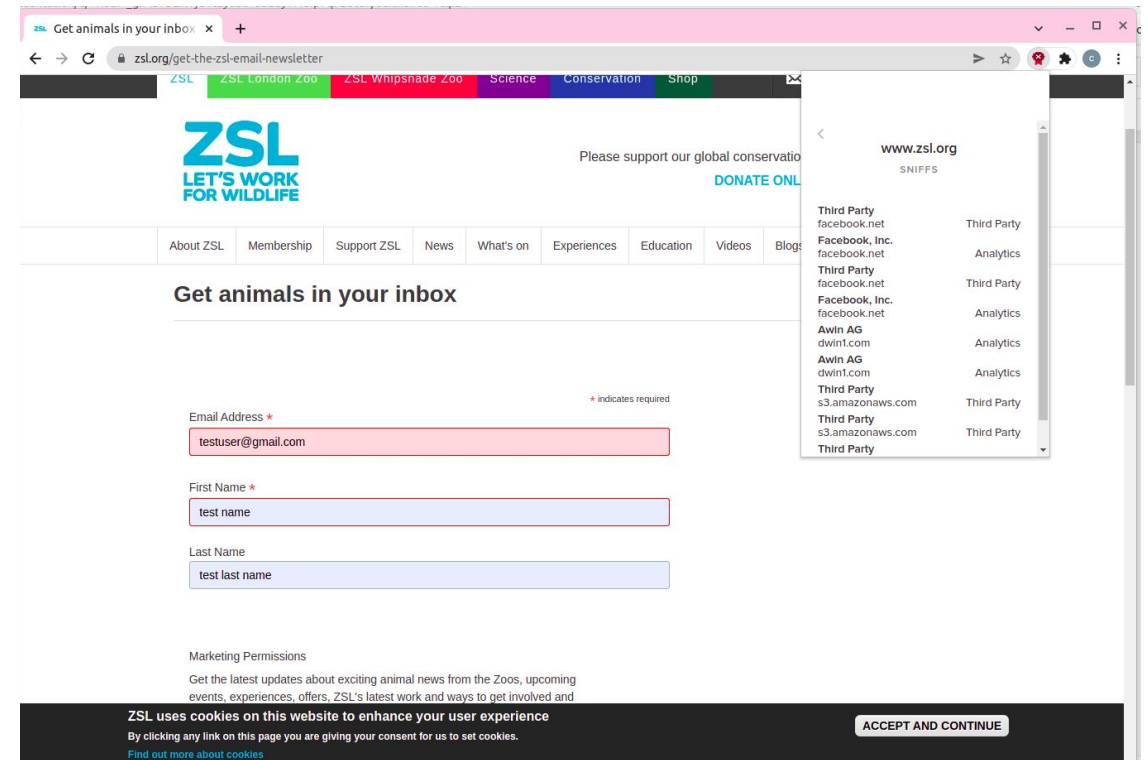 Get animals in your inbox
zsl.org/get-the-zsl-email-newsletter
ZSL ZSL London Zoo ZSL Whipsnade Zoo Science Conservation Shop
ZSL
LET'S WORK
FOR WILDLIFE
Please support our global conservatio
DONATE ONL
About ZSL Membership Support ZSL News What's on Experiences Education Videos Blogs
Get animals in your inbox
* indicates required
Email Address *
testuser@gmail.com
First Name *
test name
Last Name
test last name
Marketing Permissions
Get the latest updates about exciting animal news from the Zoos, upcoming
events, experiences, offers, ZSL's latest work and ways to get involved and
www.zsl.org
SNIFFS
Third Party
facebook.net Third Party
Facebook, Inc.
facebook.net Analytics
Third Party
facebook.net Third Party
Facebook, Inc.
facebook.net Analytics
Awin AG
dwin1.com Analytics
Awin AG
dwin1.com Analytics
Third Party
s3.amazonaws.com Third Party
Third Party
s3.amazonaws.com Third Party
Third Party
ZSL uses cookies on this website to enhance your user experience
By clicking any link on this page you are giving your consent for us to set cookies.
Find out more about cookies
ACCEPT AND CONTINUE